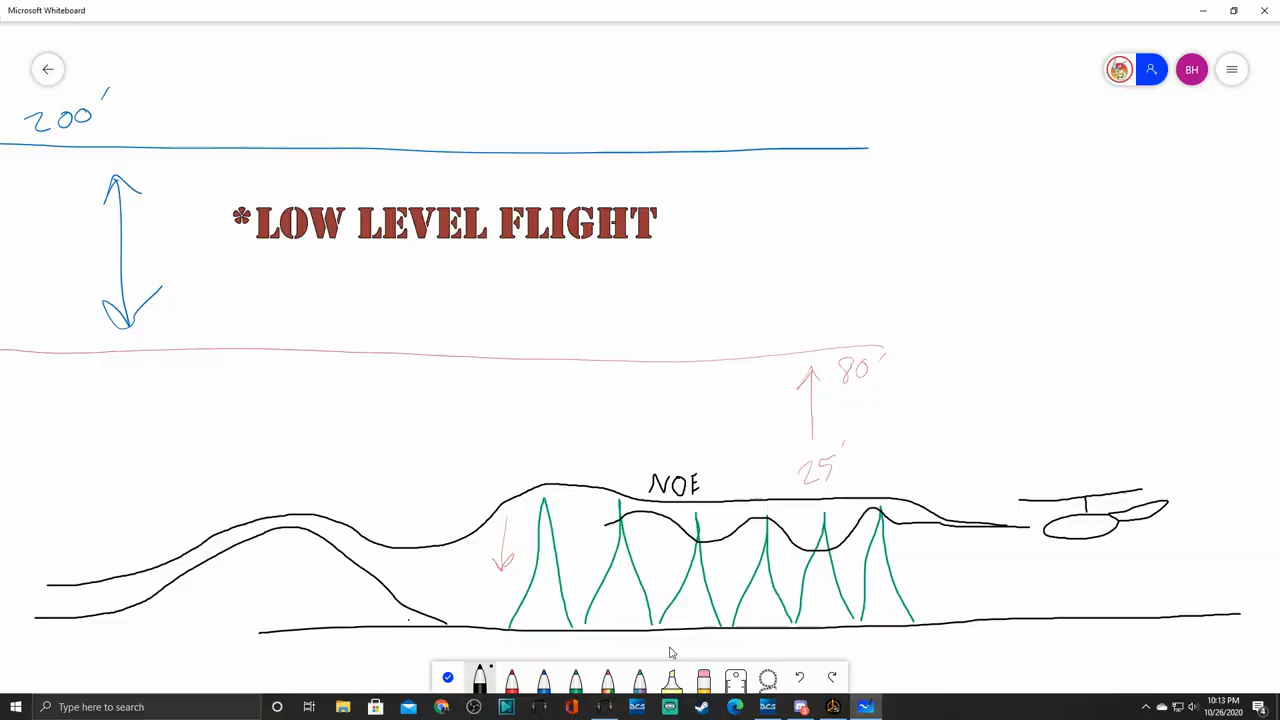 Microsoft Whiteboard
BH
200'
*LOW LEVEL FLIGHT
80'
25'
NOE
Type here to search
10:13 PM
10/26/2020
4